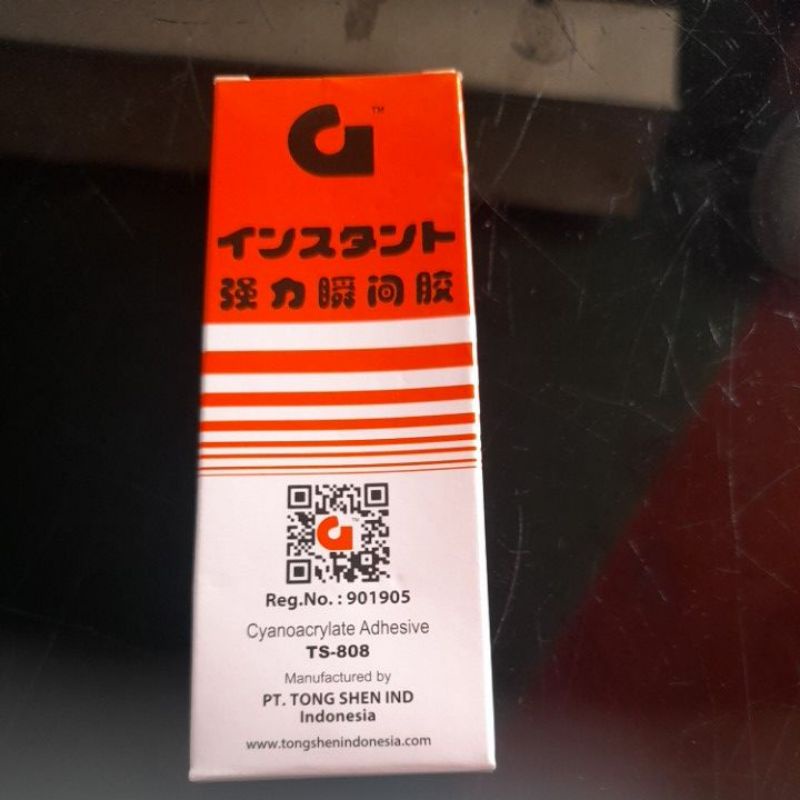 TM
インスタント
强力瞬间胶
Reg.No. : 901905
Cyanoacrylate Adhesive
TS-808
Manufactured by
PT. TONG SHEN IND
Indonesia
www.tongshenindonesia.com